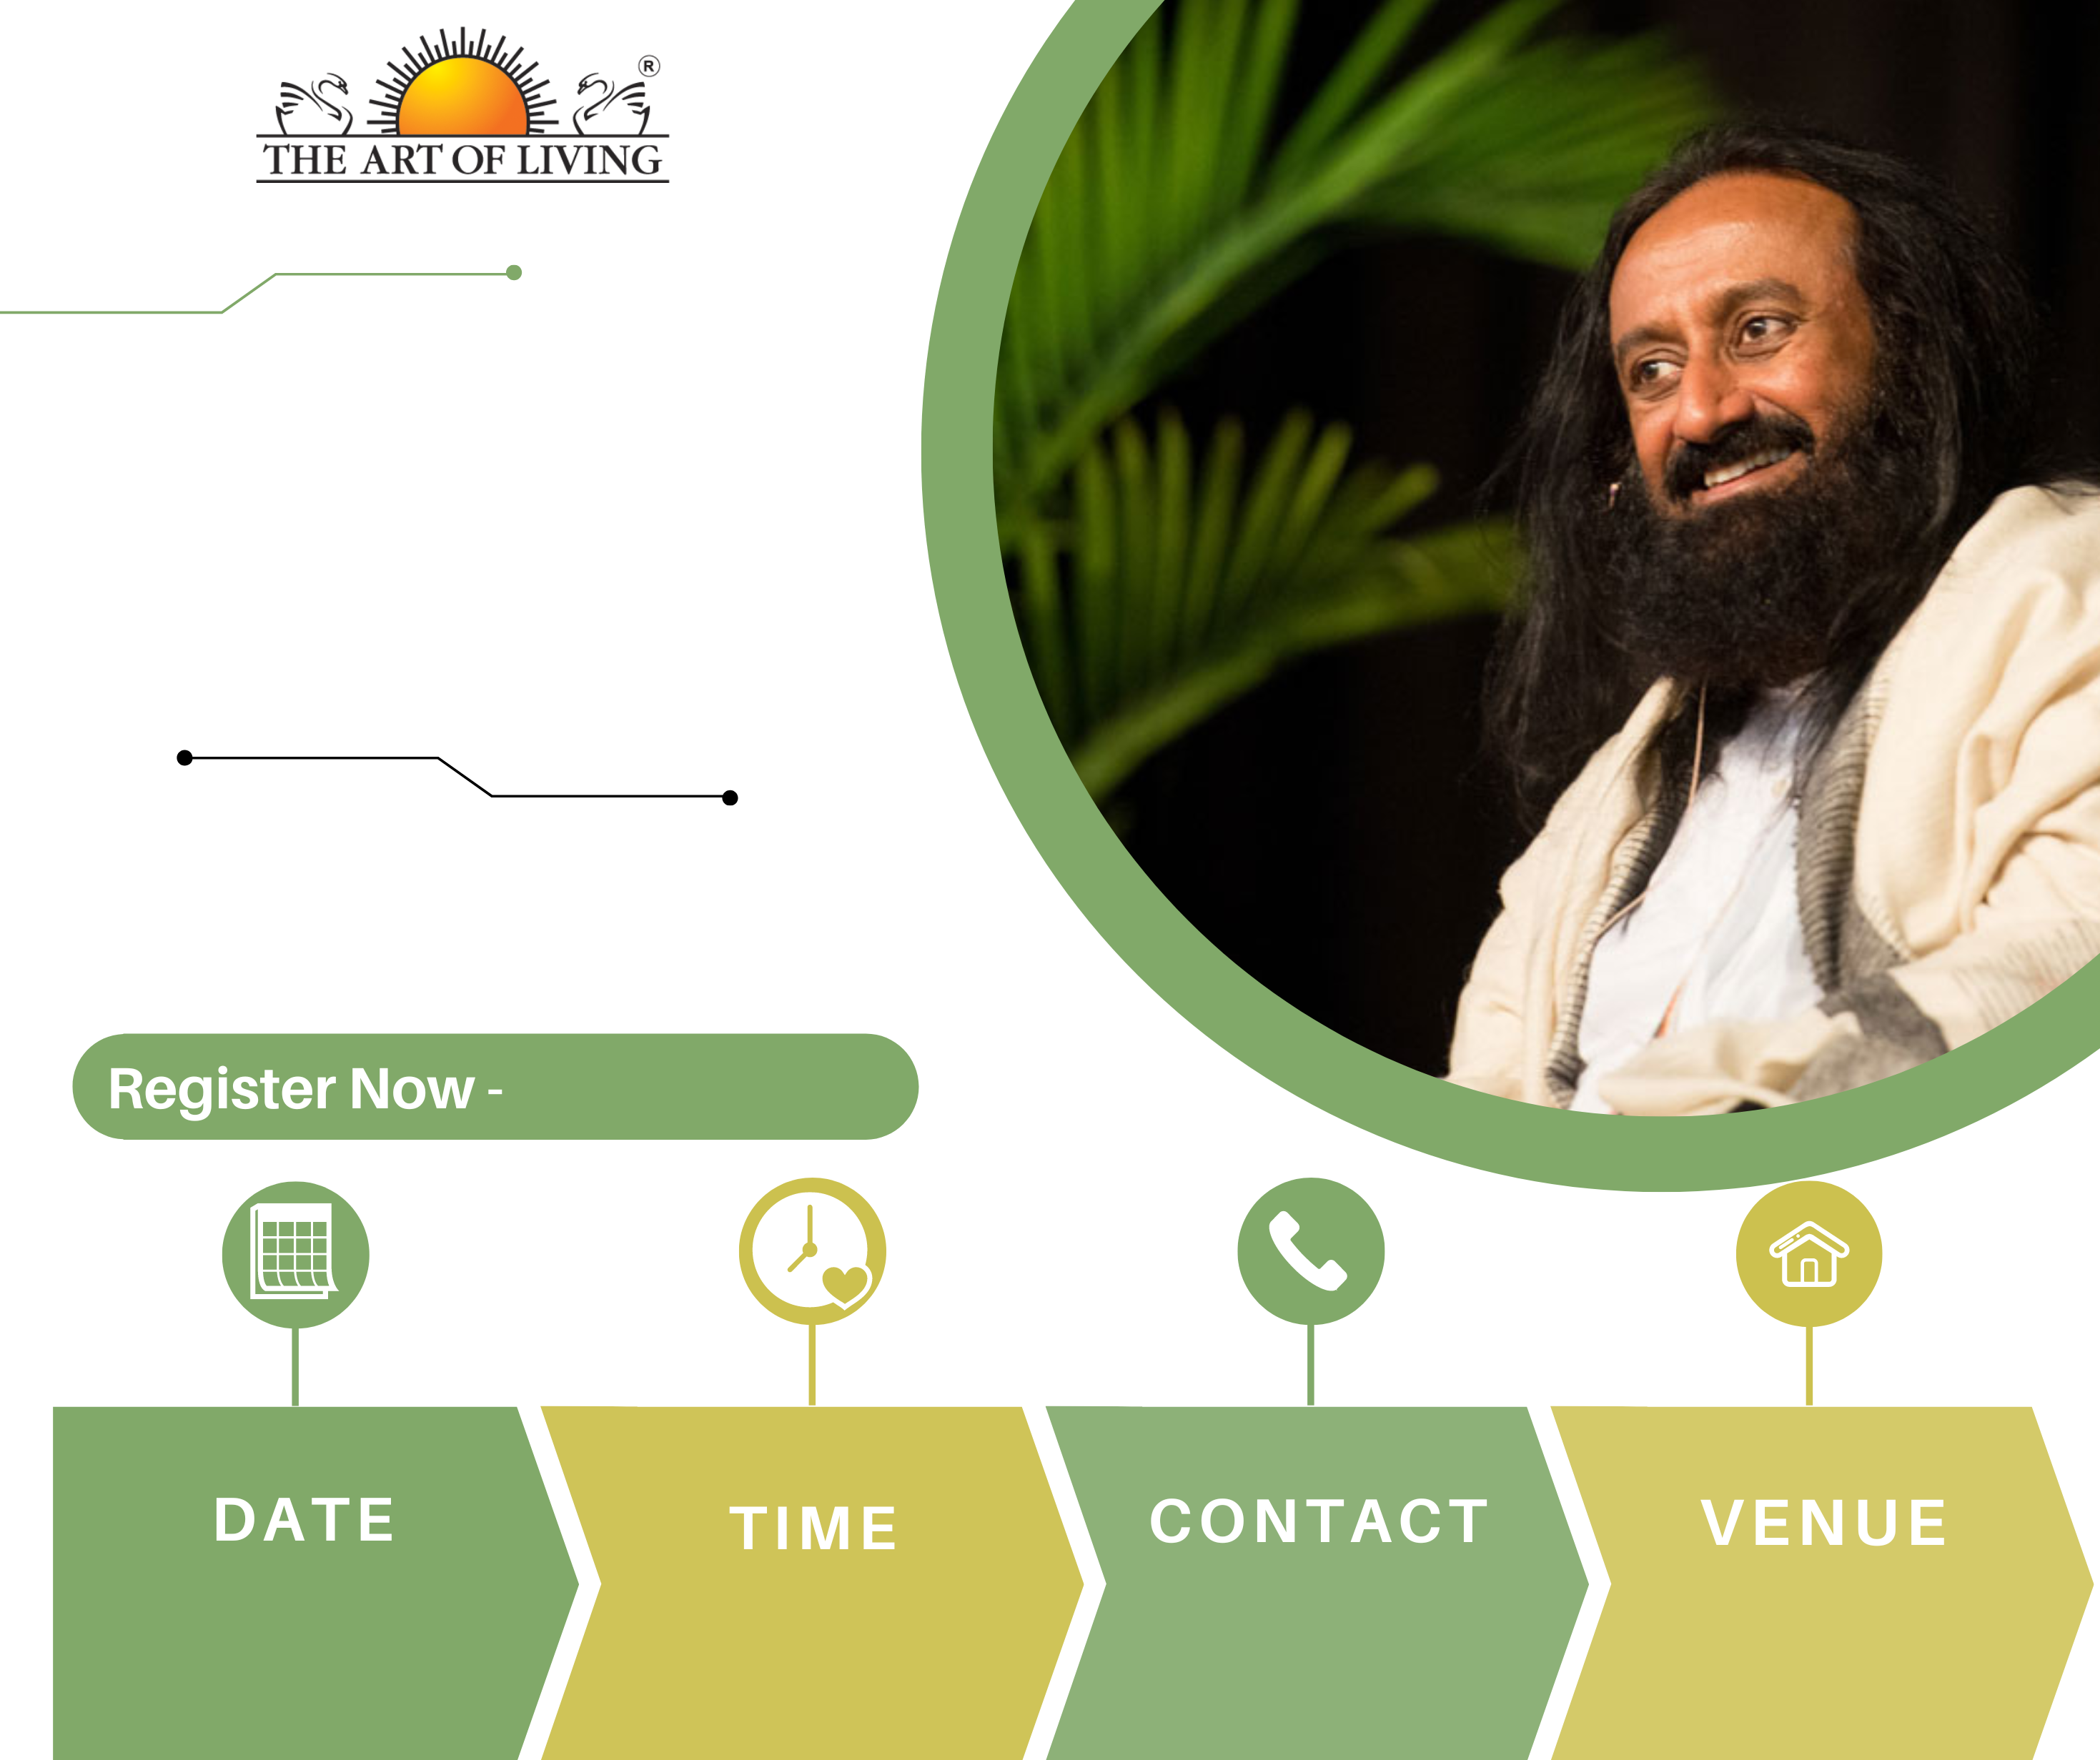 ®
THE ART OF LIVING
Register Now -
DATE
TIME
CONTACT
VENUE